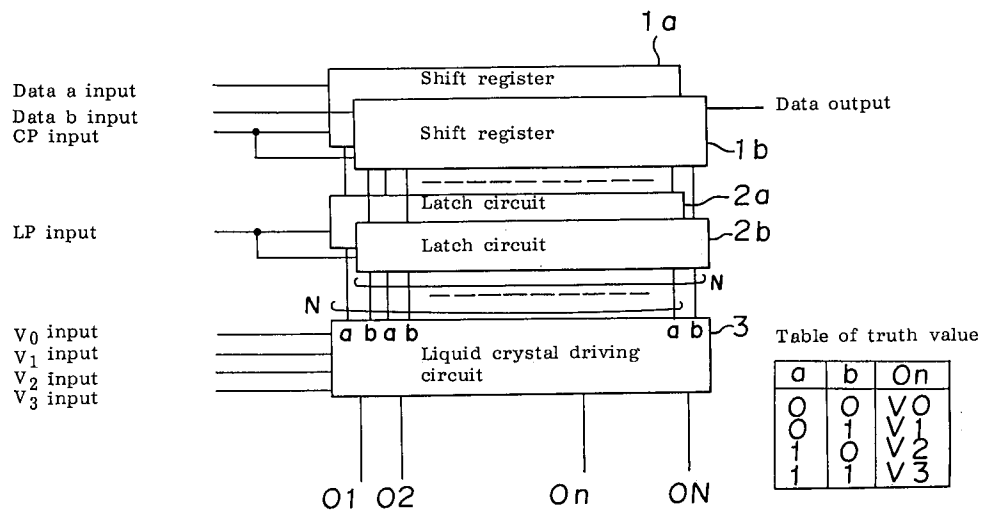 1a
Data a input
Shift register
Data b input
Data output
CP input
Shift register
1b
2a
Latch circuit
LP input
2b
Latch circuit
N
N
a b a b a b
3
V0 input
V1 input
V2 input
V3 input
Liquid crystal driving
circuit
O1 O2 On ON
Table of truth value
a b On
0 0 V0
0 1 V1
1 0 V2
1 1 V3